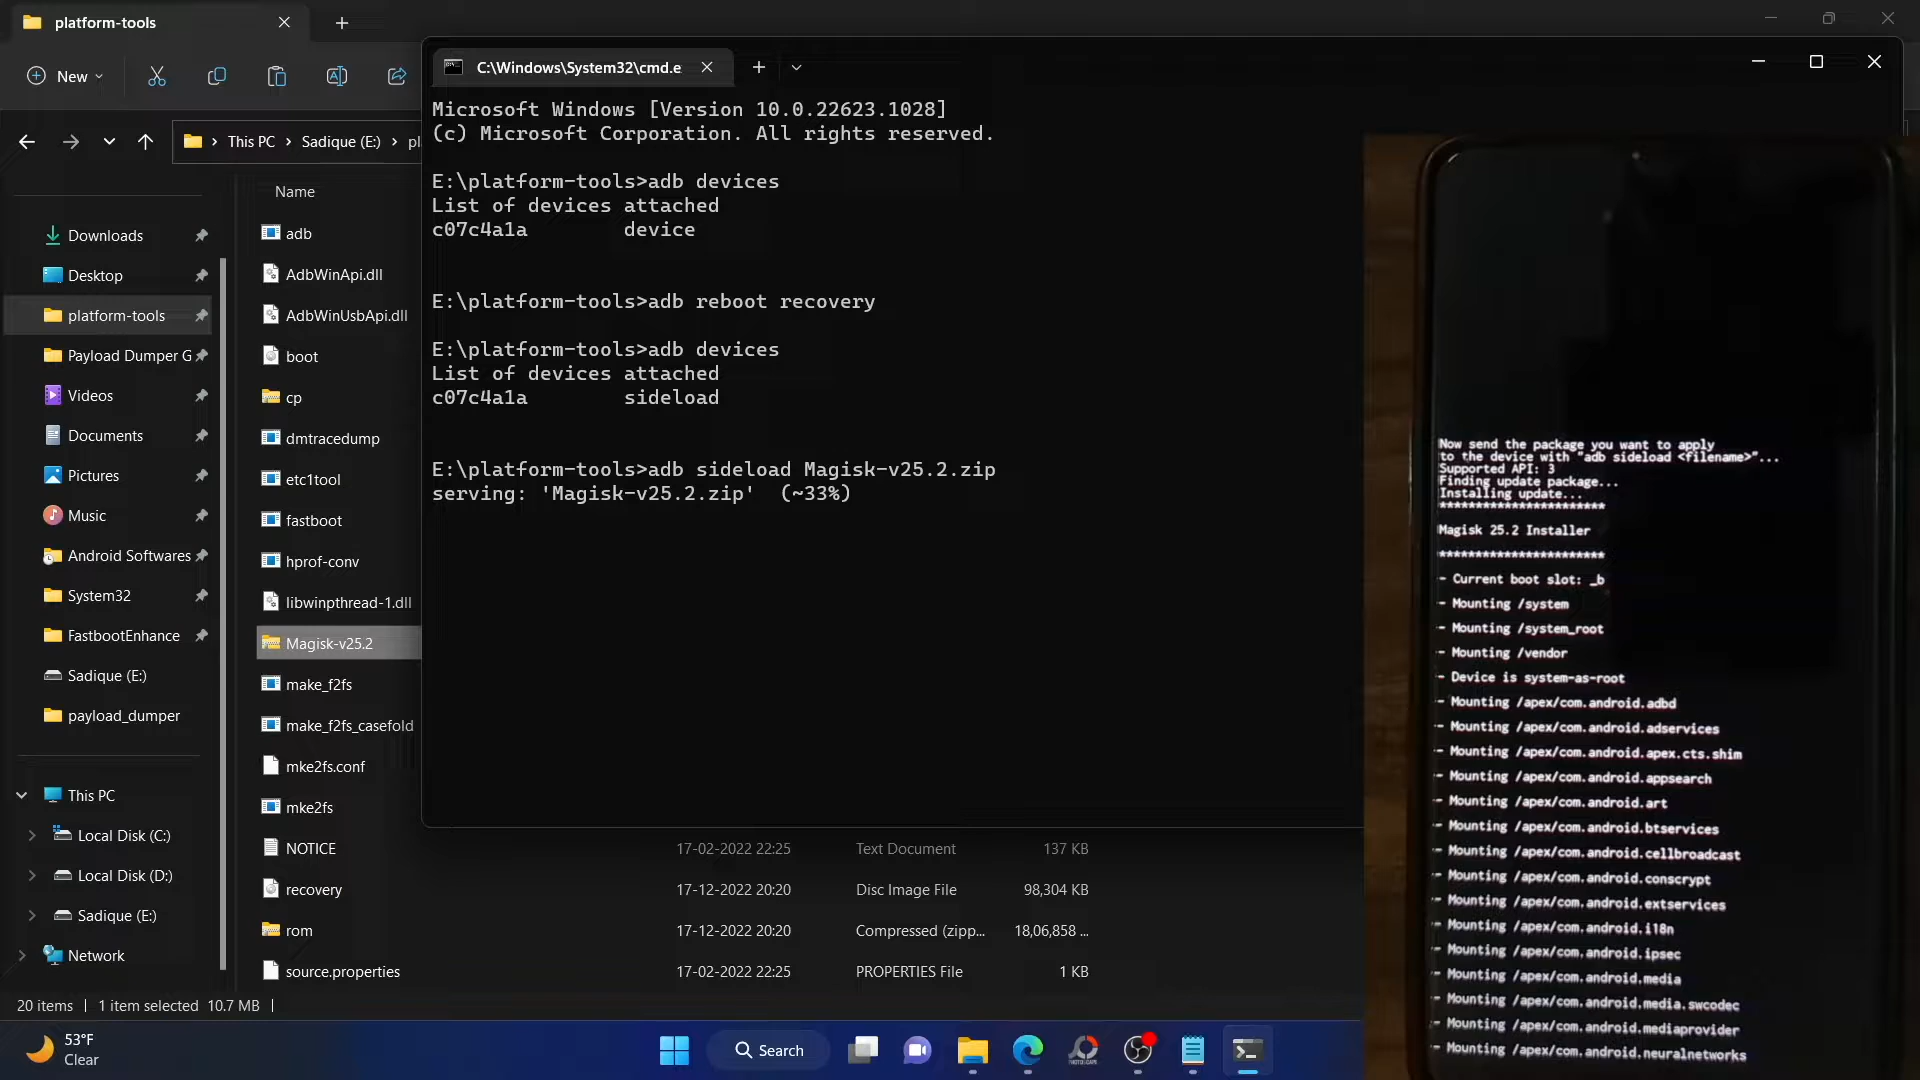 platform-tools
New
This PC
Sadique (E:)
pl
Name
Downloads
Desktop
platform-tools
Payload Dumper G
Videos
Documents
Pictures
Music
Android Softwares
System32
FastbootEnhance
Sadique (E:)
payload_dumper
This PC
Local Disk (C:)
Local Disk (D:)
Sadique (E:)
Network
adb
AdbWinApi.dll
AdbWinUsbApi.dll
boot
cp
dmtracedump
etc1tool
fastboot
hprof-conv
libwinpthread-1.dll
Magisk-v25.2
make_f2fs
make_f2fs_casefold
mke2fs.conf
mke2fs
NOTICE 17-02-2022 22:25 Text Document 137 KB
recovery 17-12-2022 20:20 Disc Image File 98,304 KB
rom 17-12-2022 20:20 Compressed (zipp... 18,06,858 ...
source.properties 17-02-2022 22:25 PROPERTIES File 1 KB
20 items 1 item selected 10.7 MB
C:\Windows\System32\cmd.e
Microsoft Windows [Version 10.0.22623.1028]
(c) Microsoft Corporation. All rights reserved.
E:\platform-tools>adb devices
List of devices attached
c07c4a1a device
E:\platform-tools>adb reboot recovery
E:\platform-tools>adb devices
List of devices attached
c07c4a1a sideload
E:\platform-tools>adb sideload Magisk-v25.2.zip
serving: 'Magisk-v25.2.zip' (~33%)
Now send the package you want to apply
to the device with "adb sideload <filename>"...
Supported API: 3
Finding update package...
Installing update...
***********************
Magisk 25.2 Installer
***********************
- Current boot slot: _b
- Mounting /system
- Mounting /system_root
- Mounting /vendor
- Device is system-as-root
- Mounting /apex/com.android.adbd
- Mounting /apex/com.android.adservices
- Mounting /apex/com.android.apex.cts.shim
- Mounting /apex/com.android.appsearch
- Mounting /apex/com.android.art
- Mounting /apex/com.android.btservices
- Mounting /apex/com.android.cellbroadcast
- Mounting /apex/com.android.conscrypt
- Mounting /apex/com.android.extservices
- Mounting /apex/com.android.i18n
- Mounting /apex/com.android.ipsec
- Mounting /apex/com.android.media
- Mounting /apex/com.android.media.swcodec
- Mounting /apex/com.android.mediaprovider
- Mounting /apex/com.android.neuralnetworks
53°F
Clear
Search